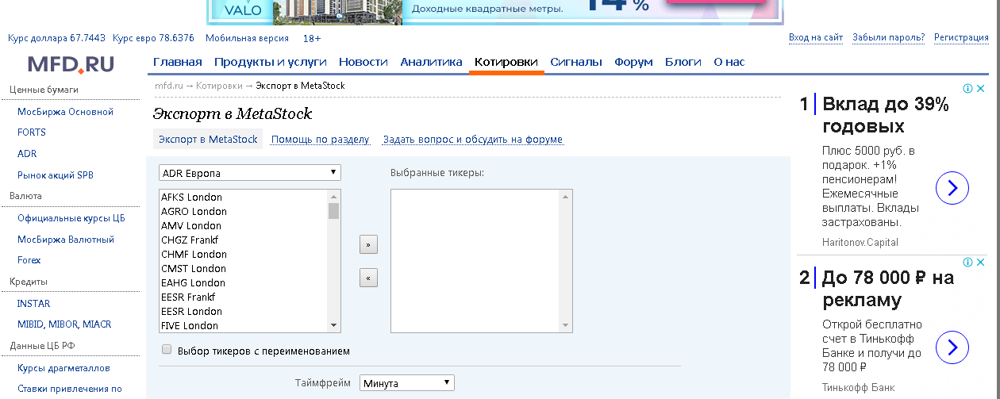 VALO
Доходные квадратные метры.
14%
Курс доллара 67.7443 Курс евро 78.6376 Мобильная версия 18+
Вход на сайт Забыли пароль? Регистрация
MFD.RU
Главная Продукты и услуги Новости Аналитика Котировки Сигналы Форум Блоги О нас
Ценные бумаги
МосБиржа Основной
FORTS
ADR
Рынок акций SPB
Валюта
Официальные курсы ЦБ
МосБиржа Валютный
Forex
Кредиты
INSTAR
MIBID, MIBOR, MIACR
Данные ЦБ РФ
Курсы драгметаллов
Ставки привлечения по
mfd.ru → Котировки → Экспорт в MetaStock
Экспорт в MetaStock
Экспорт в MetaStock Помощь по разделу Задать вопрос и обсудить на форуме
ADR Европа
Выбранные тикеры:
AFKS London
AGRO London
AMV London
CHGZ Frankf
CHMF London
CMST London
EAHG London
EESR Frankf
EESR London
FIVE London
»
«
Выбор тикеров с переименованием
Таймфрейм Минута
1 Вклад до 39%
годовых
Плюс 5000 руб. в
подарок. +1%
пенсионерам!
Ежемесячные
выплаты. Вклады
застрахованы.
Haritonov.Capital
2 До 78 000 ₽ на
рекламу
Открой бесплатно
счет в Тинькофф
Банке и получи до
78 000 ₽
Тинькофф Банк